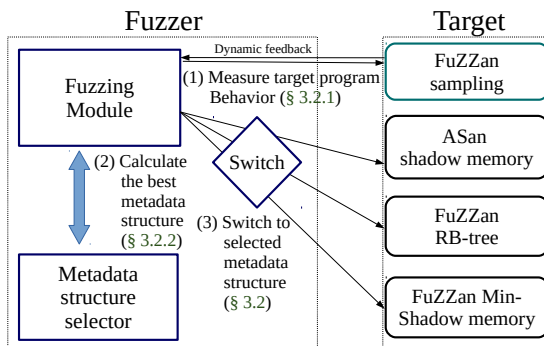 Fuzzer
Target
Fuzzing
Module
Dynamic feedback
(1) Measure target program
Behavior (§ 3.2.1)
Switch
(2) Calculate
the best
metadata
structure
(§ 3.2.2)
(3) Switch to
selected
metadata
structure
(§ 3.2)
Metadata
structure
selector
FuZZan
sampling
ASan
shadow memory
FuZZan
RB-tree
FuZZan Min-
Shadow memory